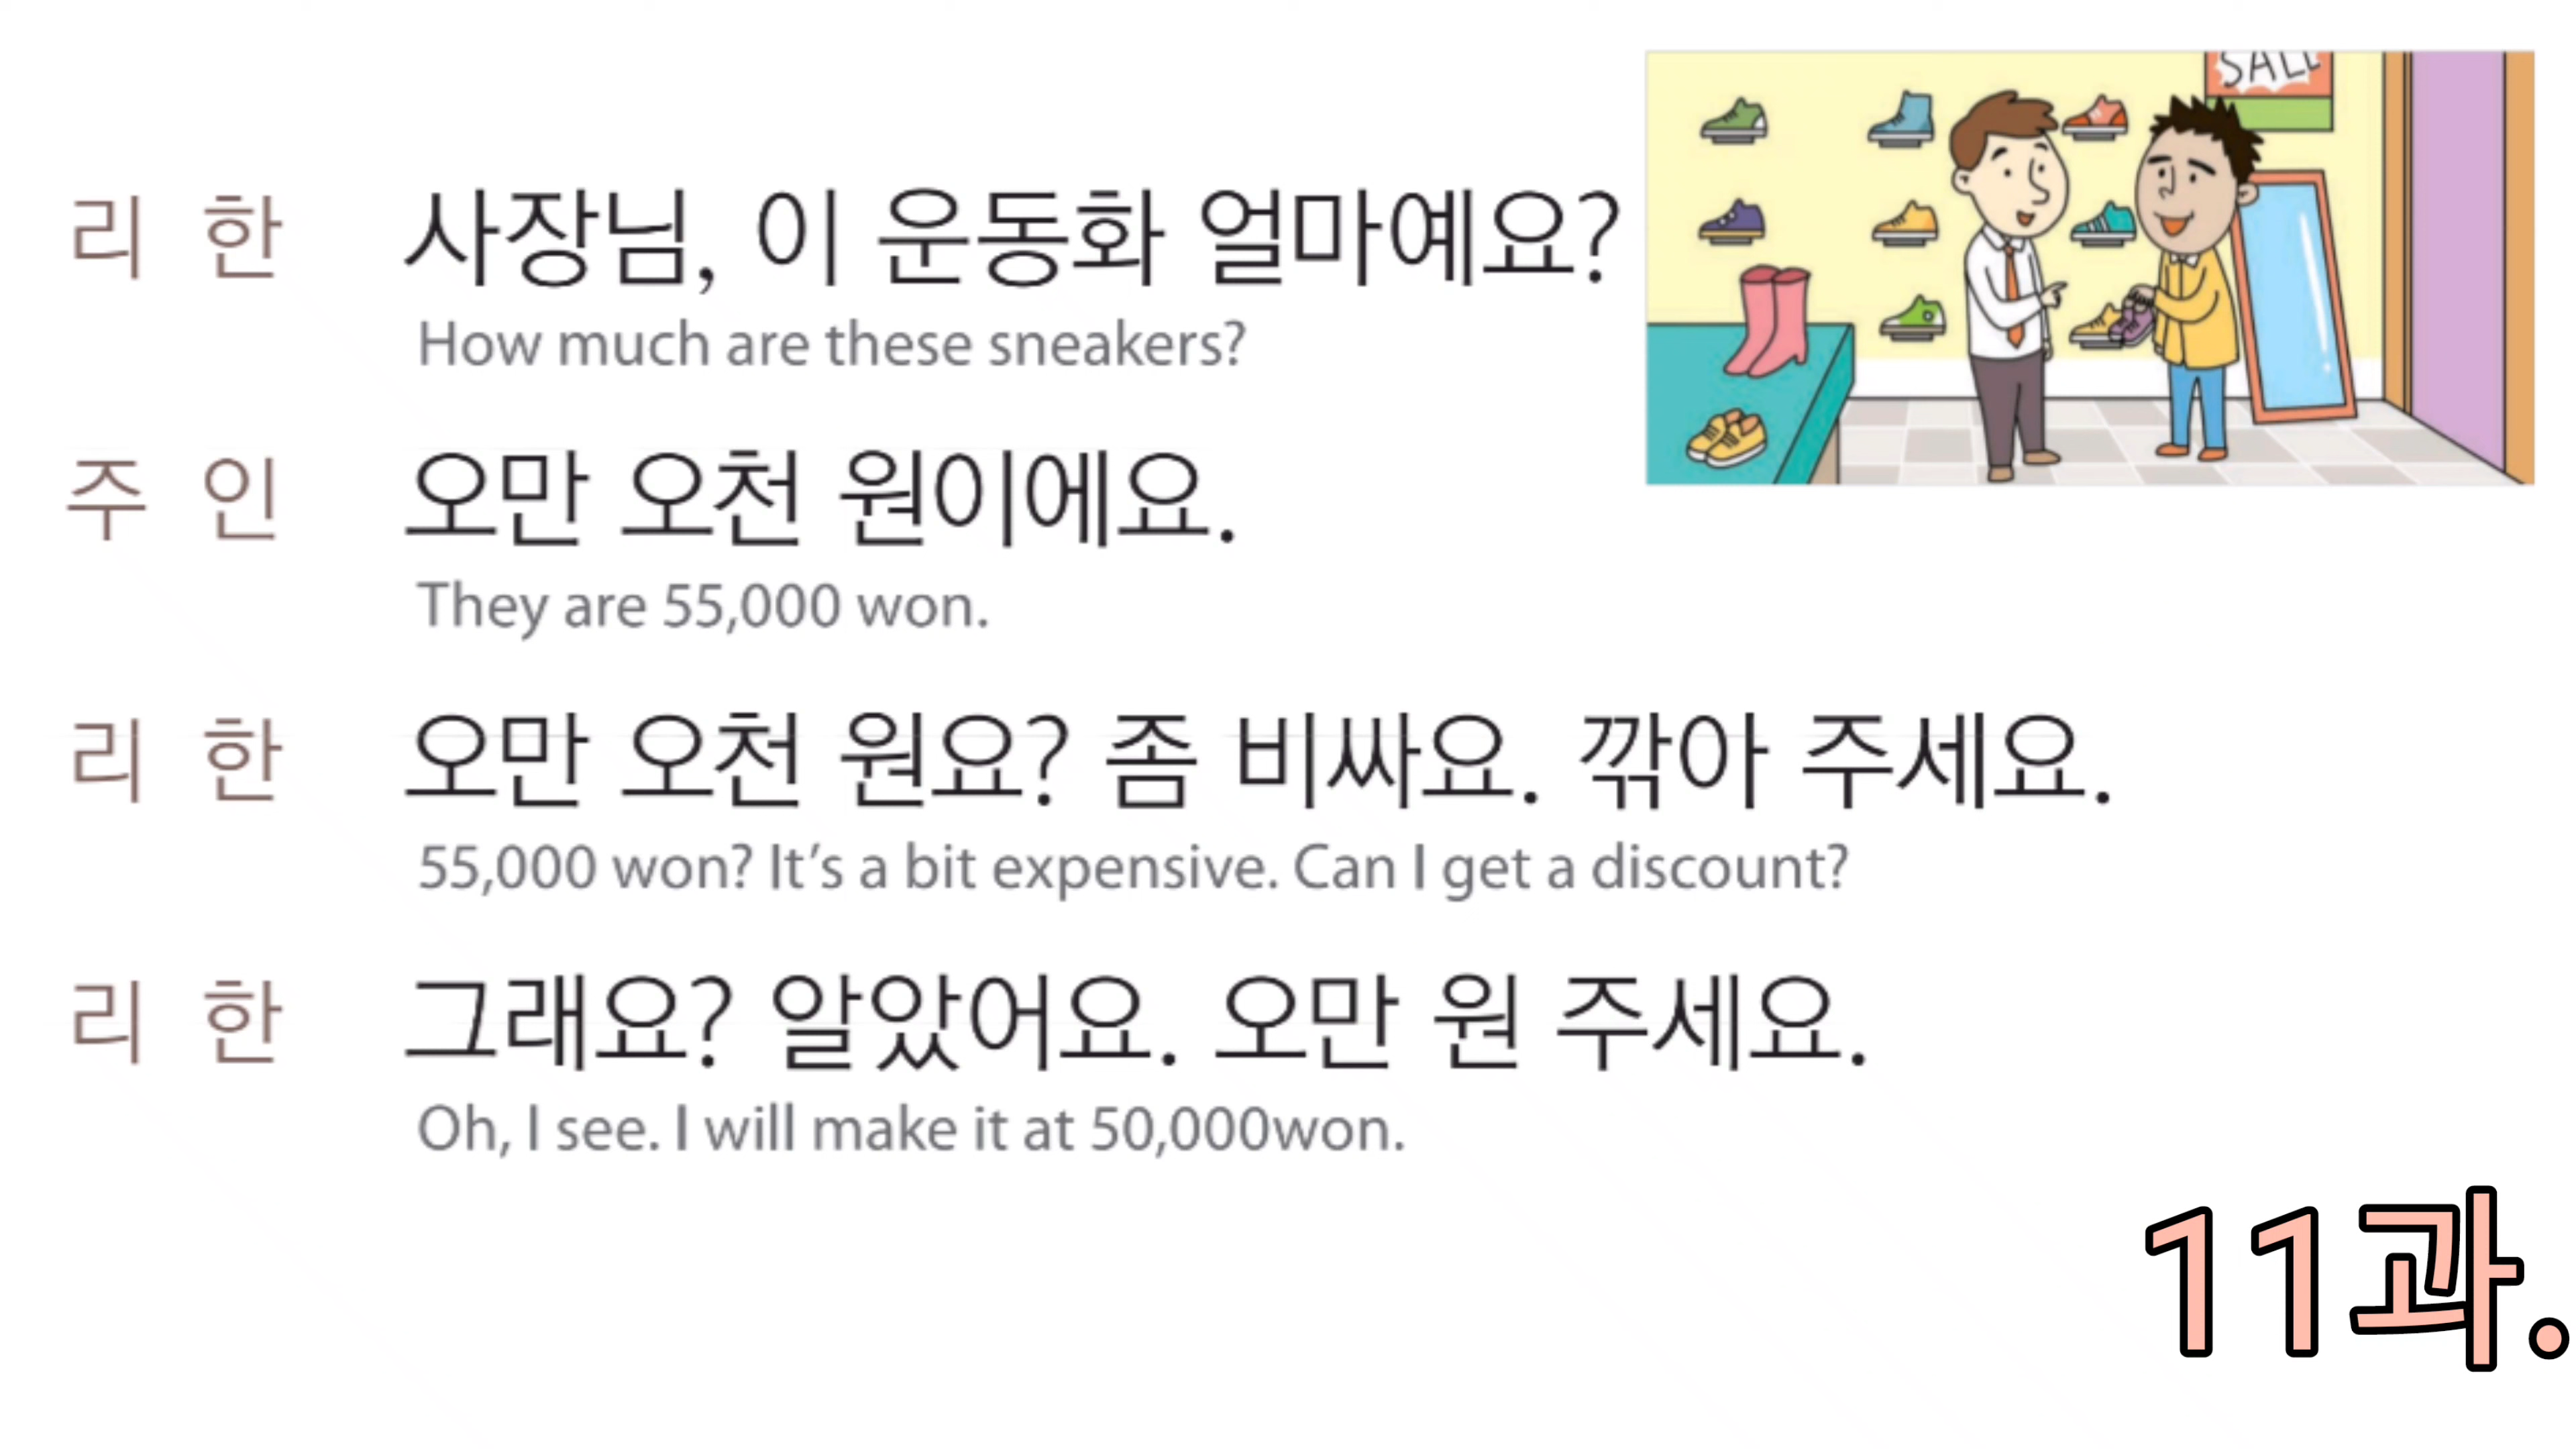 리 한 사장님, 이 운동화 얼마예요?
How much are these sneakers?
주 인 오만 오천 원이에요.
They are 55,000 won.
리 한 오만 오천 원요? 좀 비싸요. 깎아 주세요.
55,000 won? It's a bit expensive. Can I get a discount?
리 한 그래요? 알았어요. 오만 원 주세요.
Oh, I see. I will make it at 50,000won.
SALE
11과.